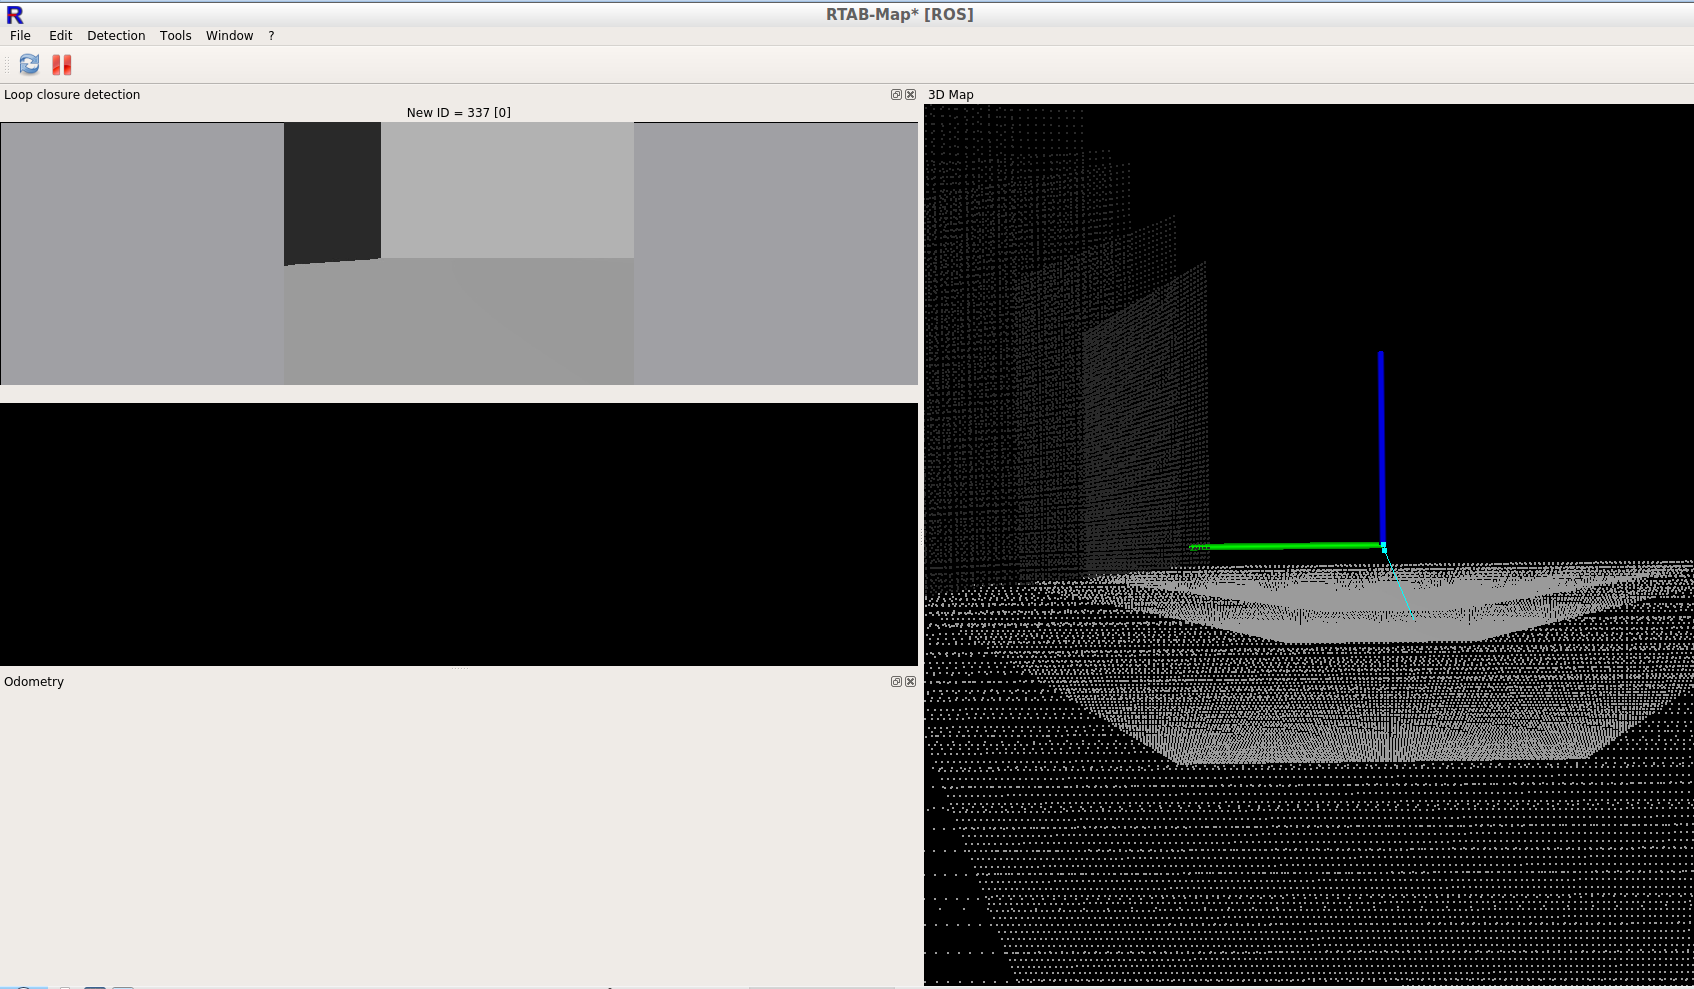 RTAB-Map* [ROS]
File Edit Detection Tools Window ?
Loop closure detection
New ID = 337 [0]
Odometry
3D Map